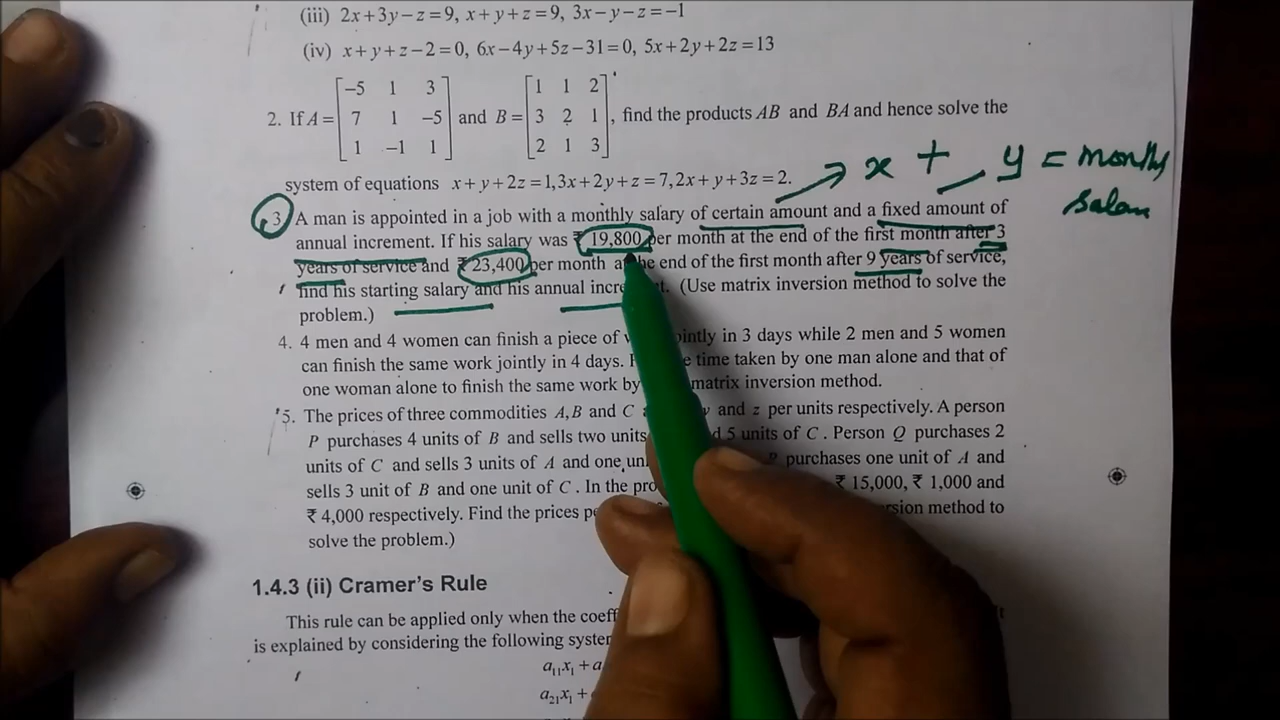 (iii) 2x+3y−z=9, x+y+z=9, 3x−y−z=−1
(iv) x+y+z−2=0, 6x−4y+5z−31=0, 5x+2y+2z=13
2. If A = [−5 1 3; 7 1 −5; 1 −1 1] and B = [1 1 2; 3 2 1; 2 1 3], find the products AB and BA and hence solve the
system of equations x+y+2z=1,3x+2y+z=7,2x+y+3z=2.
x + y = monthly
salary
3. A man is appointed in a job with a monthly salary of certain amount and a fixed amount of
annual increment. If his salary was ₹ 19,800 per month at the end of the first month after 3
years of service and ₹ 23,400 per month at the end of the first month after 9 years of service,
find his starting salary and his annual. (Use matrix inversion method to solve the
problem.)
4. 4 men and 4 women can finish a piece of jointly in 3 days while 2 men and 5 women
can finish the same work jointly in 4 days. time taken by one man alone and that of
one woman alone to finish the same work by matrix inversion method.
5. The prices of three commodities A,B and C and z per units respectively. A person
P purchases 4 units of B and sells two units 5 units of C. Person Q purchases 2
units of C and sells 3 units of A and one purchases one unit of A and
sells 3 unit of B and one unit of C. In the ₹ 15,000, ₹ 1,000 and
₹ 4,000 respectively. Find the prices method to
solve the problem.)
1.4.3 (ii) Cramer's Rule
This rule can be applied only when the
is explained by considering the following
a₁₁x₁ +
a₂₁x₁ +